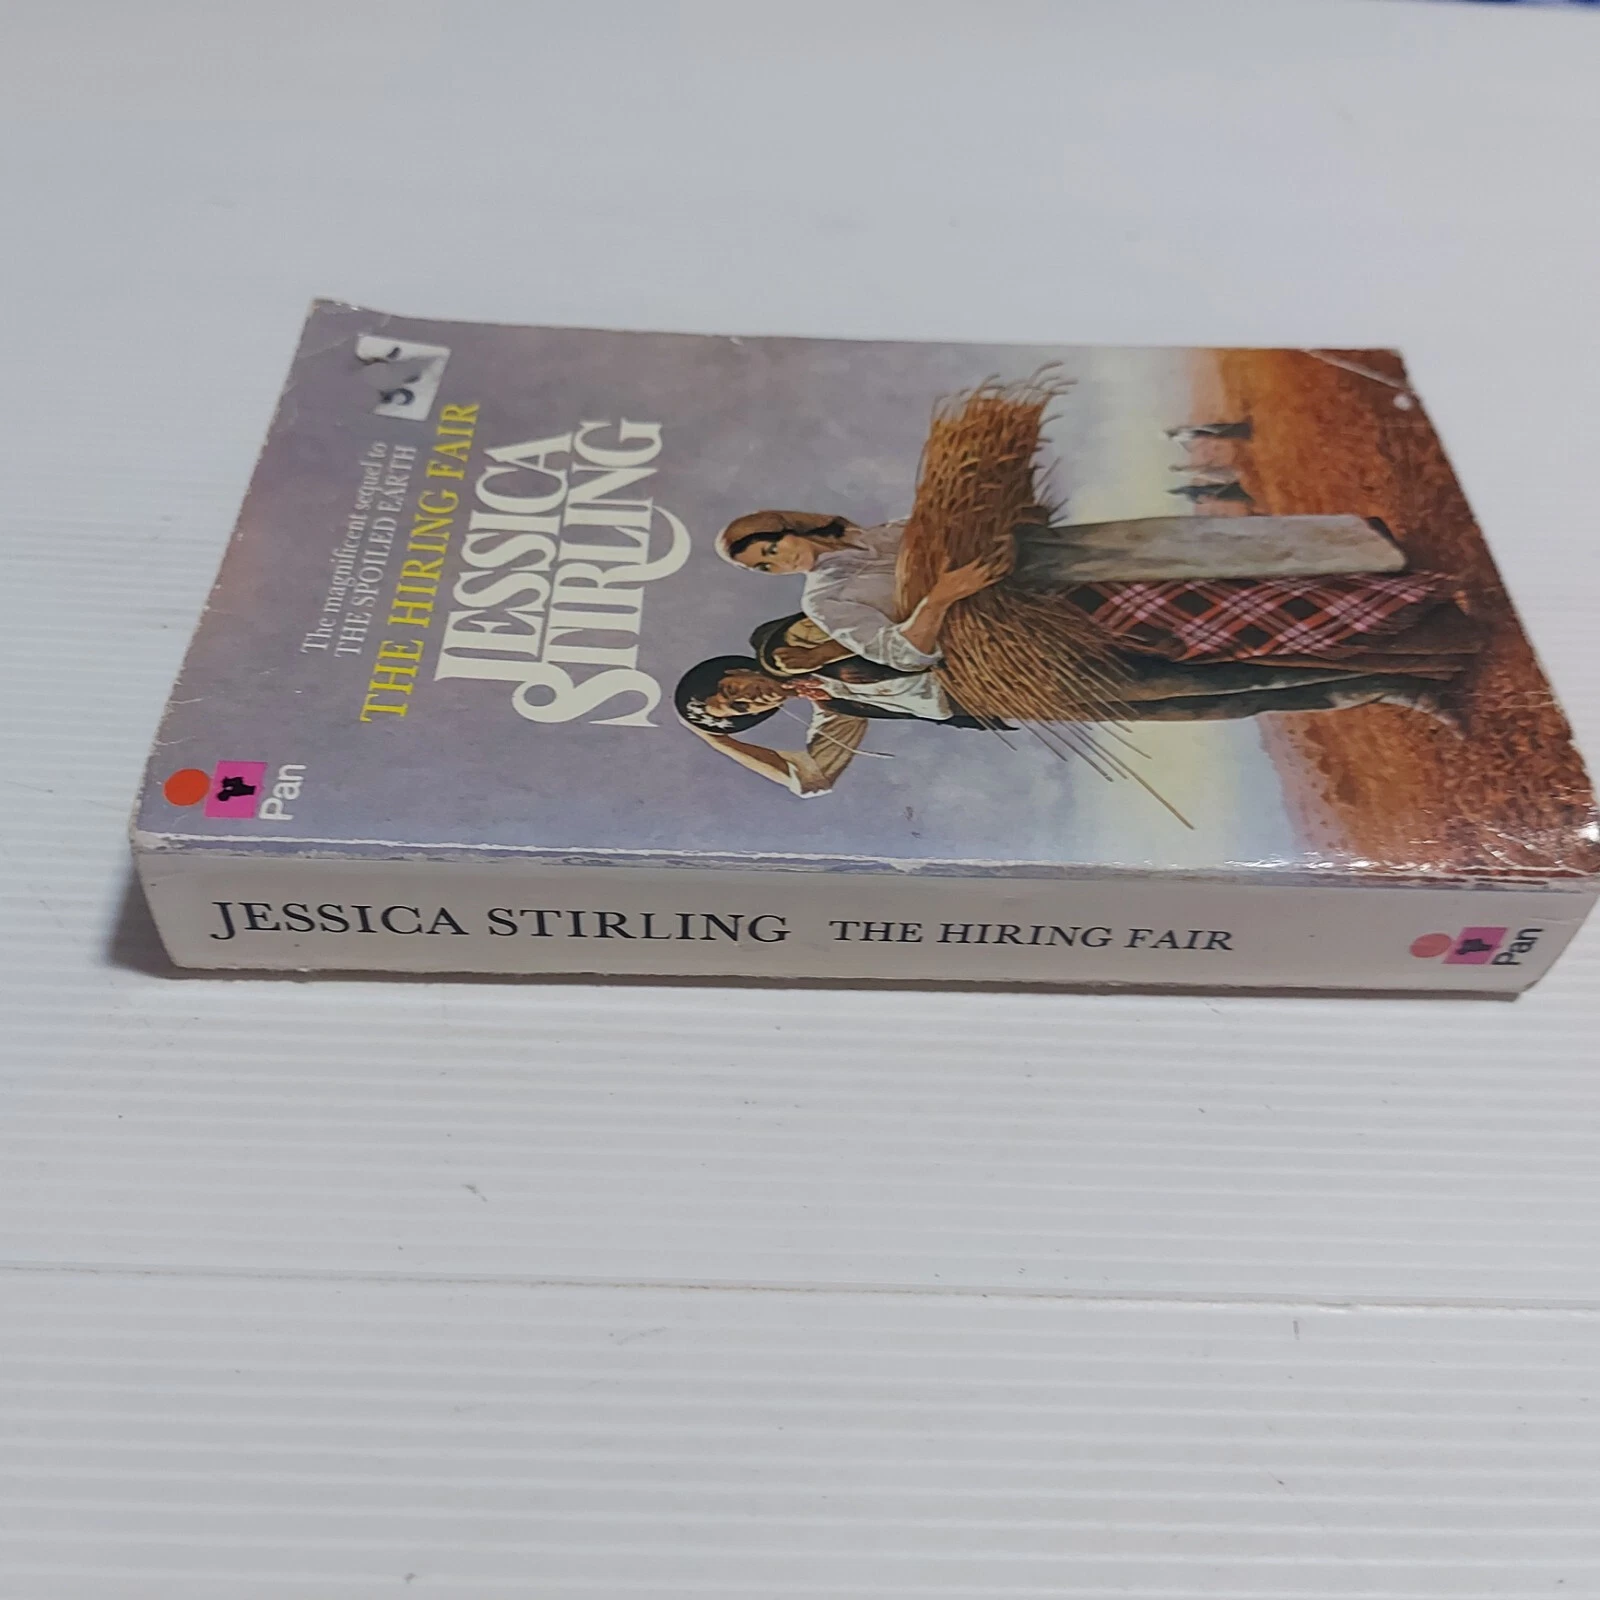 The magnificent sequel to
THE SPOILED EARTH
THE HIRING FAIR
JESSICA
STIRLING
Pan
JESSICA STIRLING THE HIRING FAIR
Pan